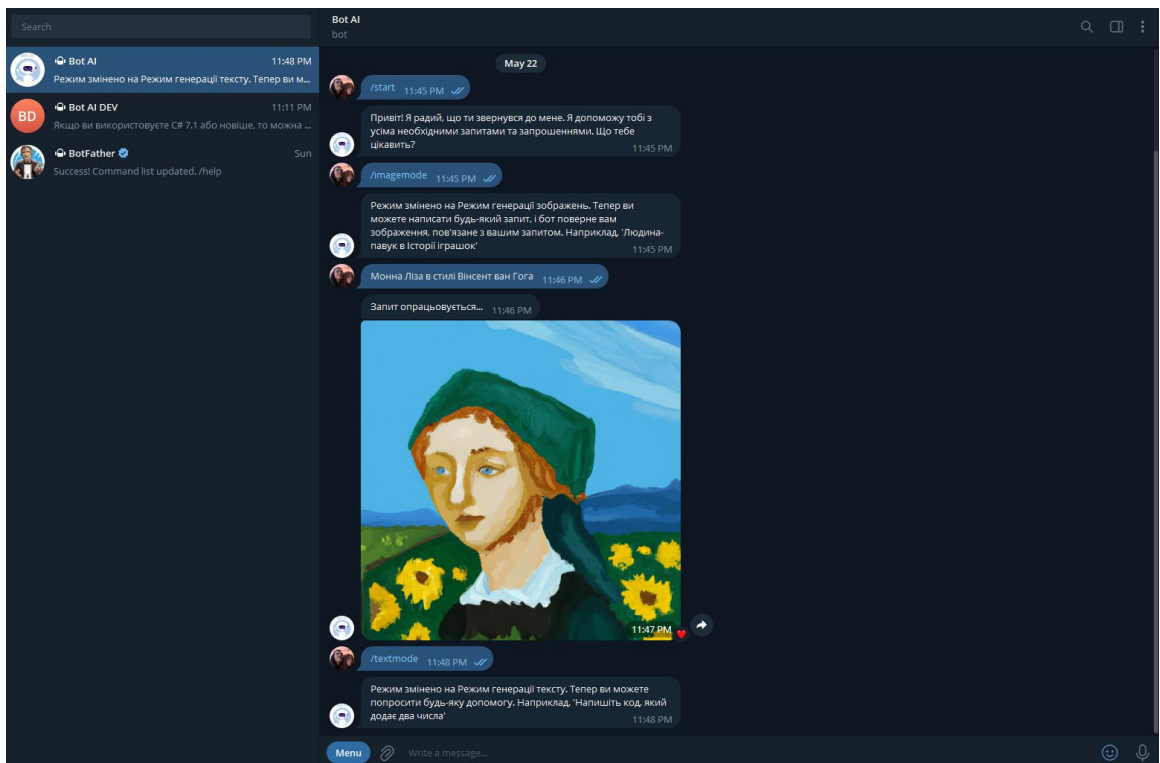 Search
Bot AI
11:48 PM
Режим змінено на Режим генерації тексту. Тепер ви м...
BD
Bot AI DEV
11:11 PM
Якщо ви використовуєте C# 7.1 або новіше, то можна ...
BotFather
Sun
Success! Command list updated. /help
Bot AI
bot
May 22
/start 11:45 PM
Привіт! Я радий, що ти звернувся до мене. Я допоможу тобі з
усіма необхідними запитами та запрошеннями. Що тебе
цікавить?
11:45 PM
/imagemode 11:45 PM
Режим змінено на Режим генерації зображень. Тепер ви
можете написати будь-який запит, і бот поверне вам
зображення, пов'язане з вашим запитом. Наприклад, 'Людина-
павук в Історії іграшок'
11:45 PM
Монна Ліза в стилі Вінсент ван Гога 11:46 PM
Запит опрацьовується... 11:46 PM
11:47 PM
/textmode 11:48 PM
Режим змінено на Режим генерації тексту. Тепер ви можете
попросити будь-яку допомогу. Наприклад, 'Напишіть код, який
додає два числа'
11:48 PM
Menu
Write a message...